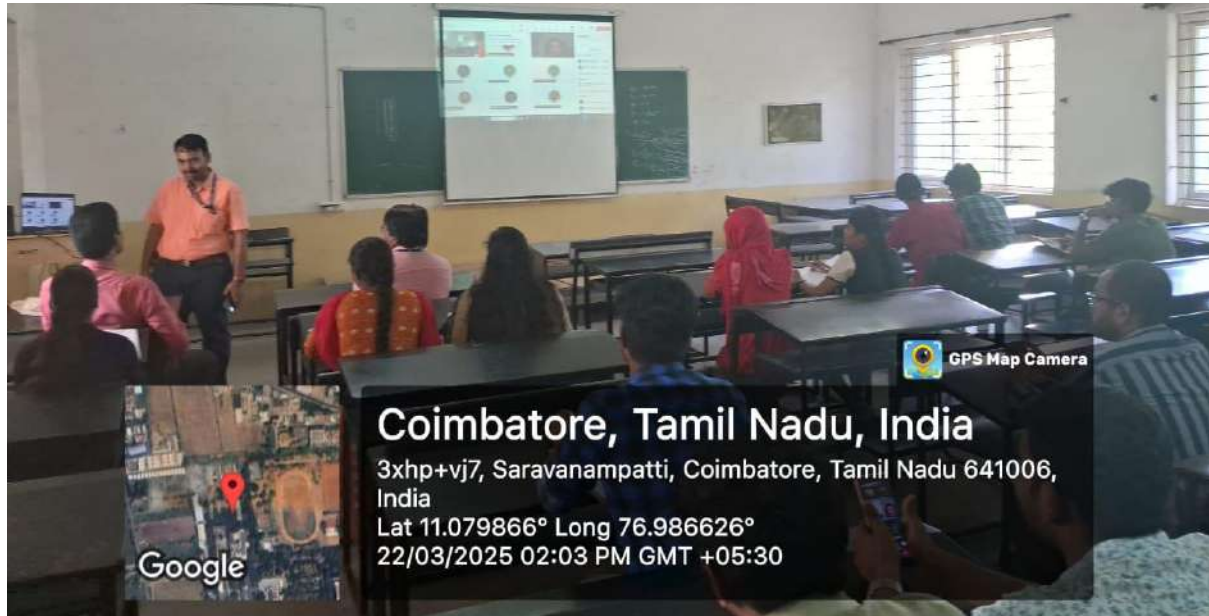 GPS Map Camera
Coimbatore, Tamil Nadu, India
3xhp+vj7, Saravanampatti, Coimbatore, Tamil Nadu 641006,
India
Lat 11.079866° Long 76.986626°
22/03/2025 02:03 PM GMT +05:30
Google